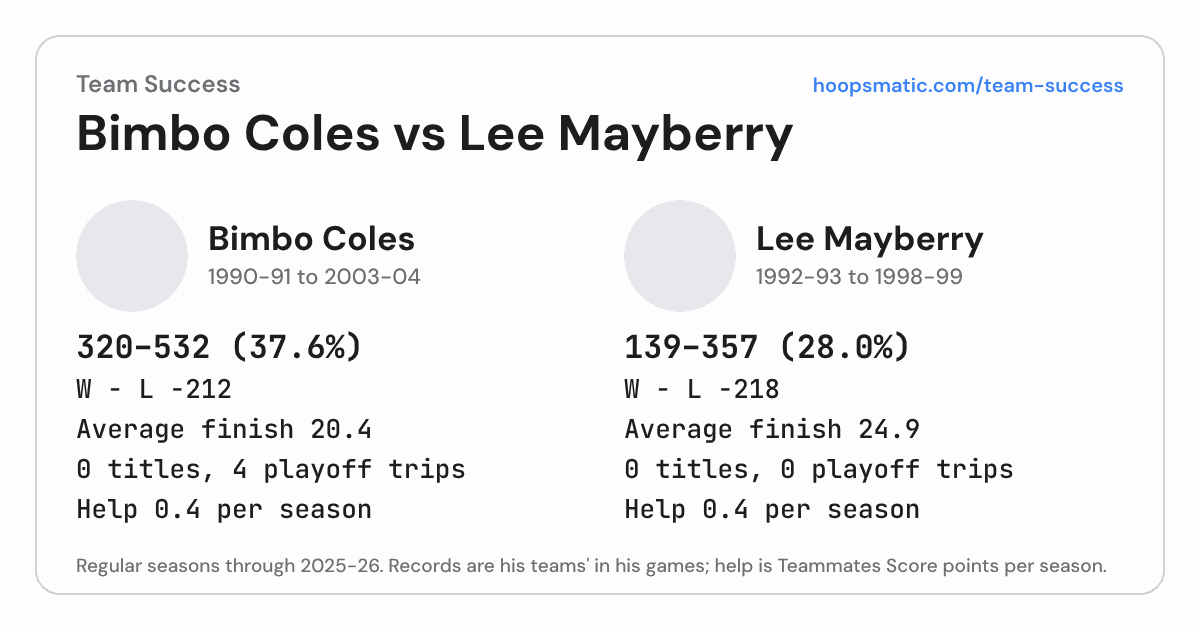 Team Success
hoopsmatic.com/team-success
Bimbo Coles vs Lee Mayberry
Bimbo Coles
1990-91 to 2003-04
320-532 (37.6%)
W - L -212
Average finish 20.4
0 titles, 4 playoff trips
Help 0.4 per season
Lee Mayberry
1992-93 to 1998-99
139-357 (28.0%)
W - L -218
Average finish 24.9
0 titles, 0 playoff trips
Help 0.4 per season
Regular seasons through 2025-26. Records are his teams' in his games; help is Teammates Score points per season.